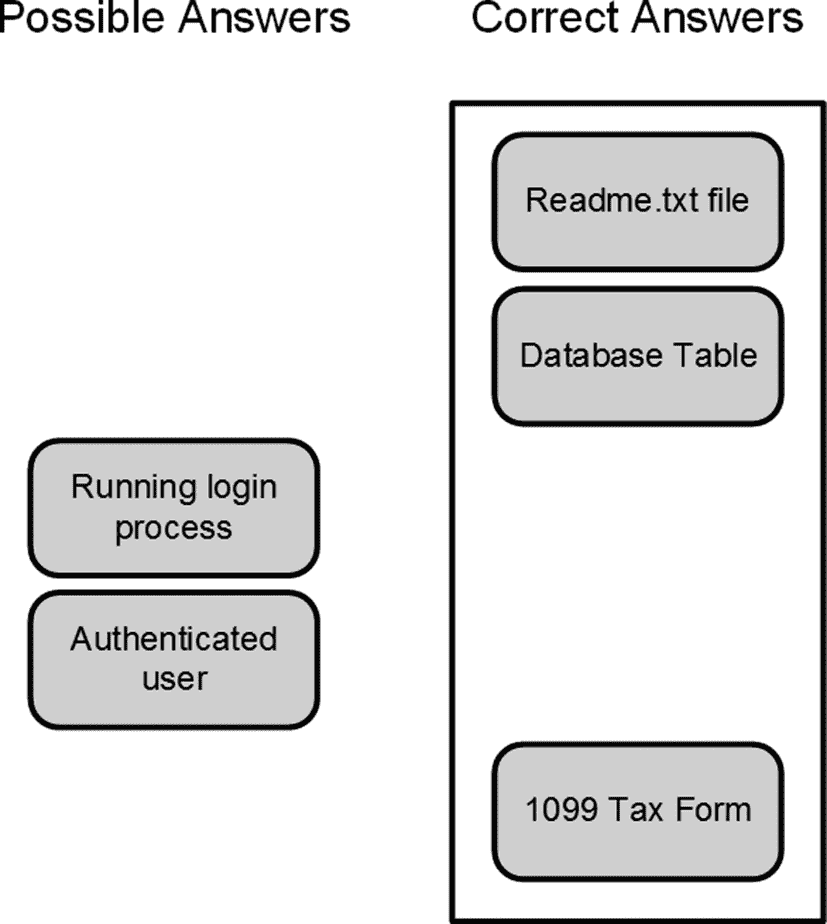 Possible Answers
Correct Answers
Readme.txt file
Database Table
Running login
process
Authenticated
user
1099 Tax Form